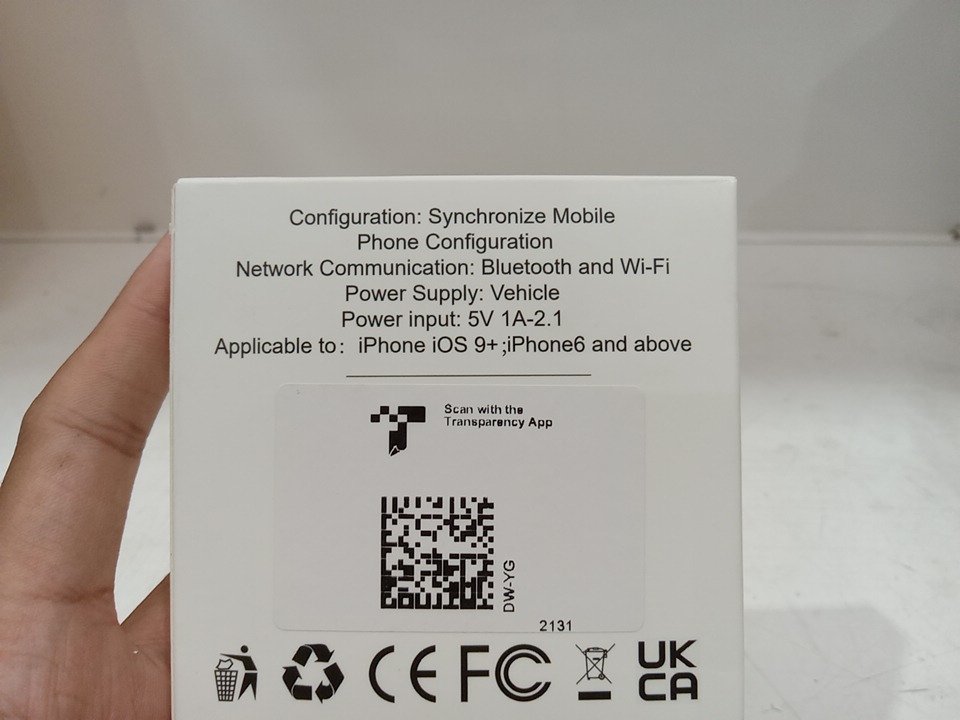 Configuration: Synchronize Mobile
Phone Configuration
Network Communication: Bluetooth and Wi-Fi
Power Supply: Vehicle
Power input: 5V 1A-2.1
Applicable to: iPhone iOS 9+;iPhone6 and above
Scan with the
Transparency App
DW-YG
2131
CE FC UK
CA